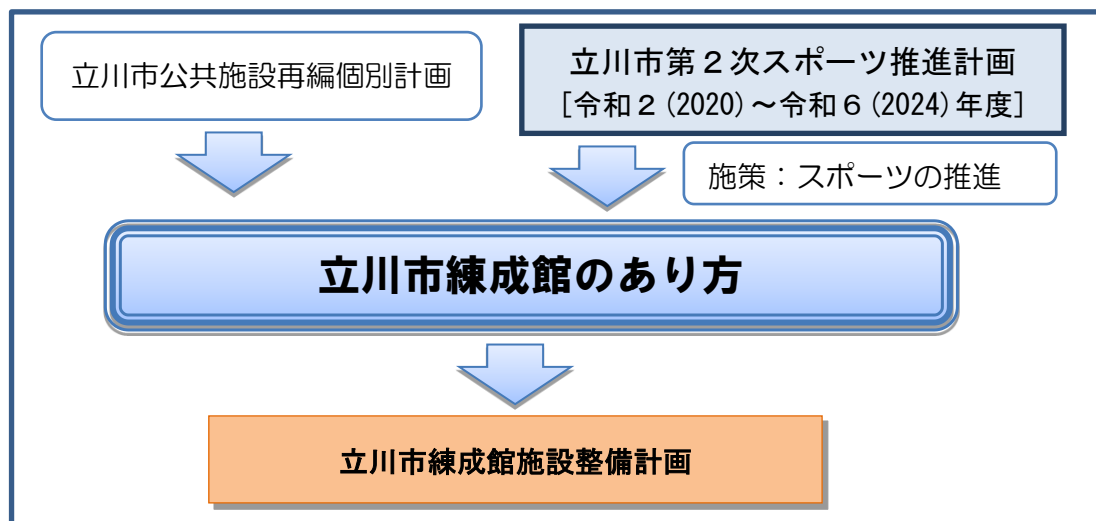 立川市公共施設再編個別計画
立川市第２次スポーツ推進計画
［令和２(2020)～令和６(2024)年度］
施策：スポーツの推進
立川市練成館のあり方
立川市練成館施設整備計画